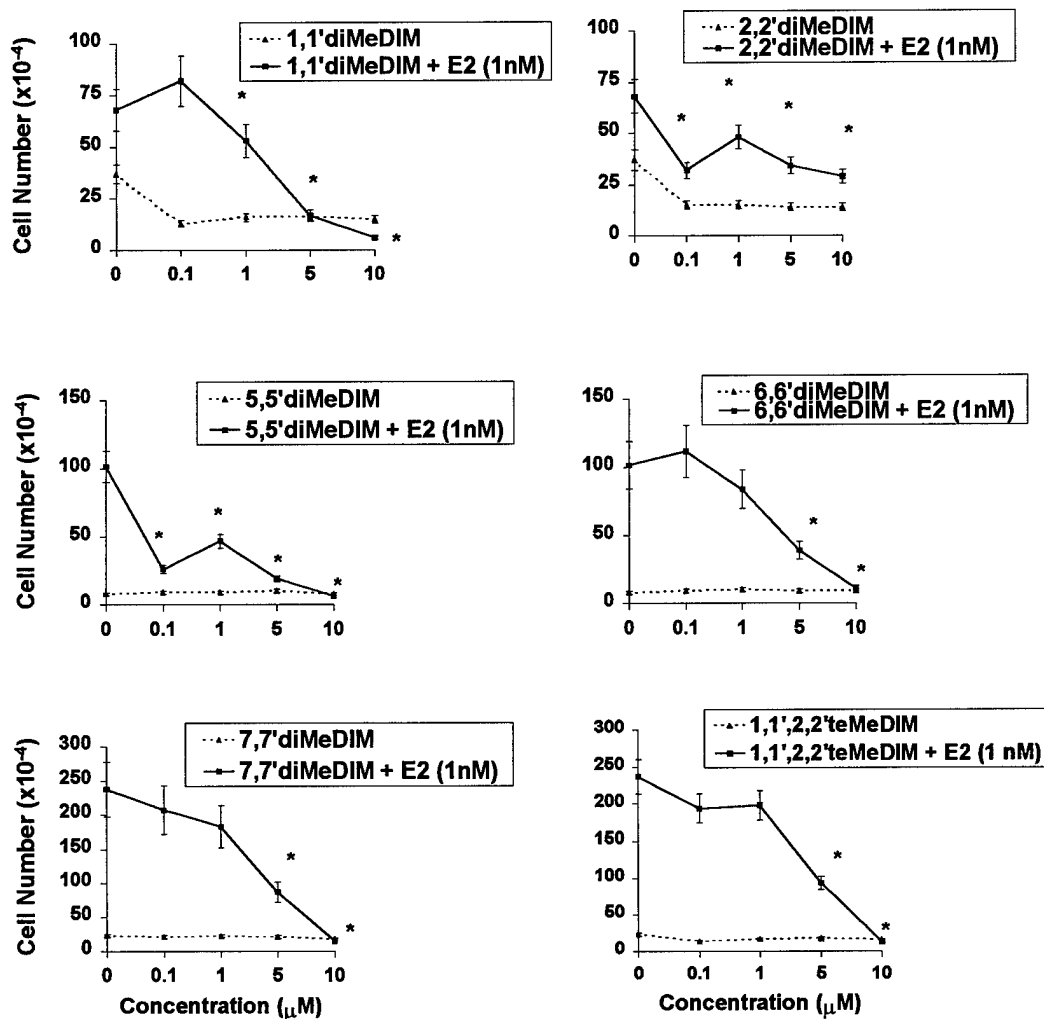 1,1'diMeDIM
1,1'diMeDIM + E2 (1nM)
Cell Number (x10-4)
100
75
50
25
0
*
*
*
0 0.1 1 5 10
2,2'diMeDIM
2,2'diMeDIM + E2 (1nM)
100
75
50
25
0
*
*
*
*
0 0.1 1 5 10
5,5'diMeDIM
5,5'diMeDIM + E2 (1nM)
Cell Number (x10-4)
150
100
50
0
*
*
*
*
0 0.1 1 5 10
6,6'diMeDIM
6,6'diMeDIM + E2 (1nM)
150
100
50
0
*
*
0 0.1 1 5 10
7,7'diMeDIM
7,7'diMeDIM + E2 (1nM)
Cell Number (x10-4)
300
250
200
150
100
50
0
*
*
0 0.1 1 5 10
Concentration (μM)
1,1',2,2'teMeDIM
1,1',2,2'teMeDIM + E2 (1 nM)
300
250
200
150
100
50
0
*
*
0 0.1 1 5 10
Concentration (μM)